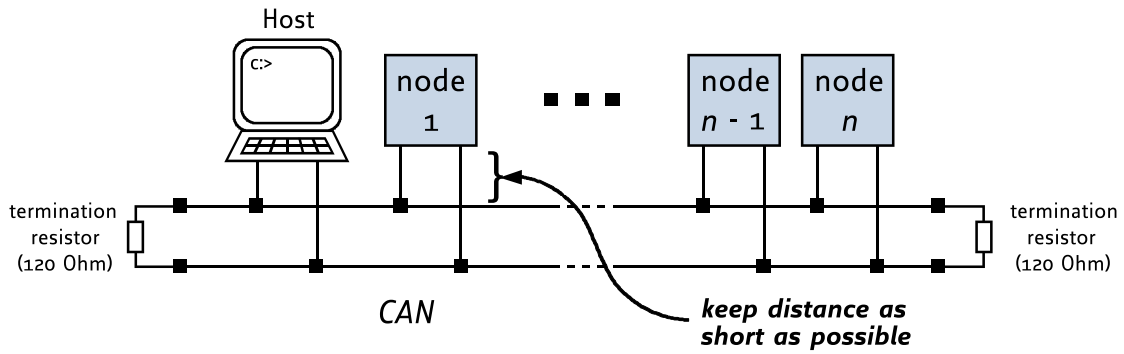 Host
c:>
node
1
node
n - 1
node
n
termination
resistor
(120 Ohm)
termination
resistor
(120 Ohm)
CAN
keep distance as
short as possible